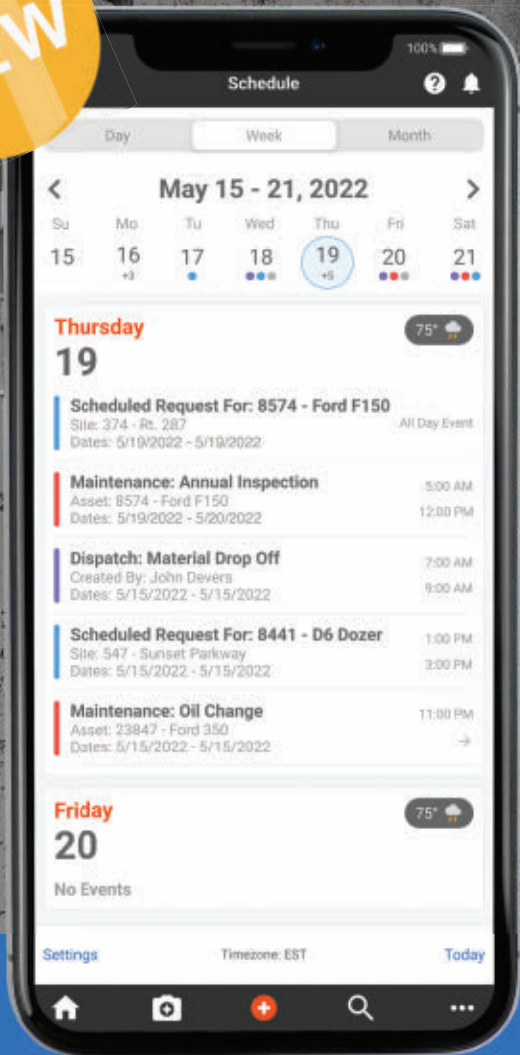 EW
100%
Schedule
Day Week Month
May 15 - 21, 2022
Su Mo Tu Wed Thu Fri Sat
15 16 17 18 19 20 21
+3 +5
Thursday 75°
19
Scheduled Request For: 8574 - Ford F150
Site: 374 - Rt. 287 All Day Event
Dates: 5/19/2022 - 5/19/2022
Maintenance: Annual Inspection 5:00 AM
Asset: 8574 - Ford F150 12:00 PM
Dates: 5/19/2022 - 5/20/2022
Dispatch: Material Drop Off 7:00 AM
Created By: John Devers 9:00 AM
Dates: 5/15/2022 - 5/15/2022
Scheduled Request For: 8441 - D6 Dozer 1:00 PM
Site: 547 - Sunset Parkway 3:00 PM
Dates: 5/15/2022 - 5/15/2022
Maintenance: Oil Change 11:00 PM
Asset: 23847 - Ford 350 →
Dates: 5/15/2022 - 5/15/2022
Friday 75°
20
No Events
Settings Timezone: EST Today